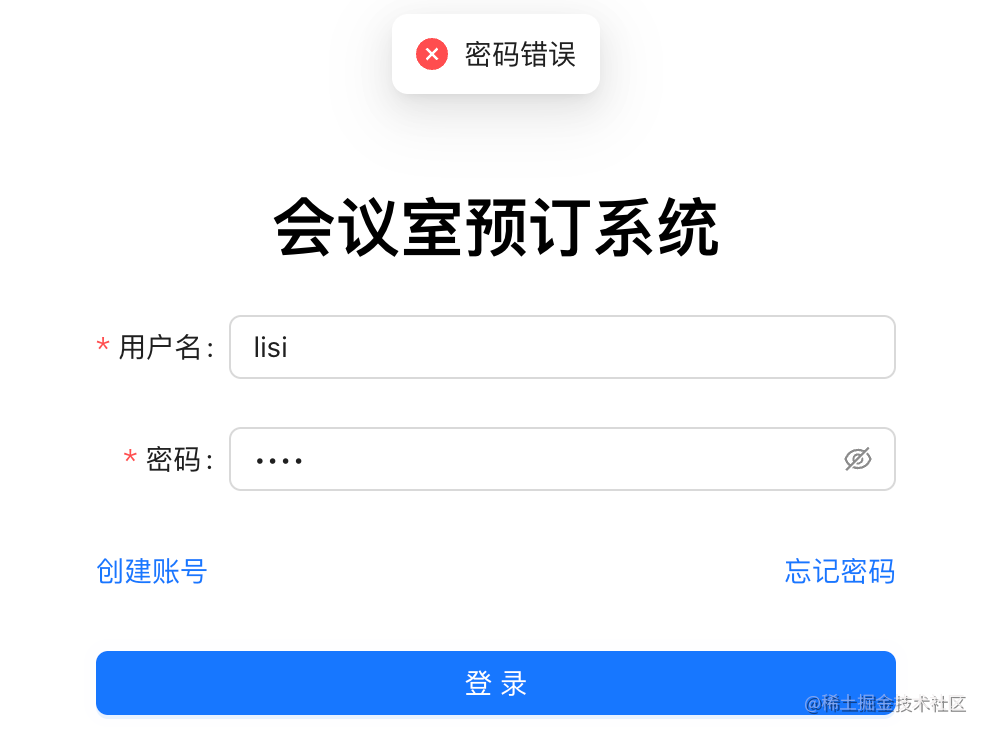 密码错误
会议室预订系统
* 用户名: lisi
* 密码: ••••
创建账号 忘记密码
登 录
@稀土掘金技术社区